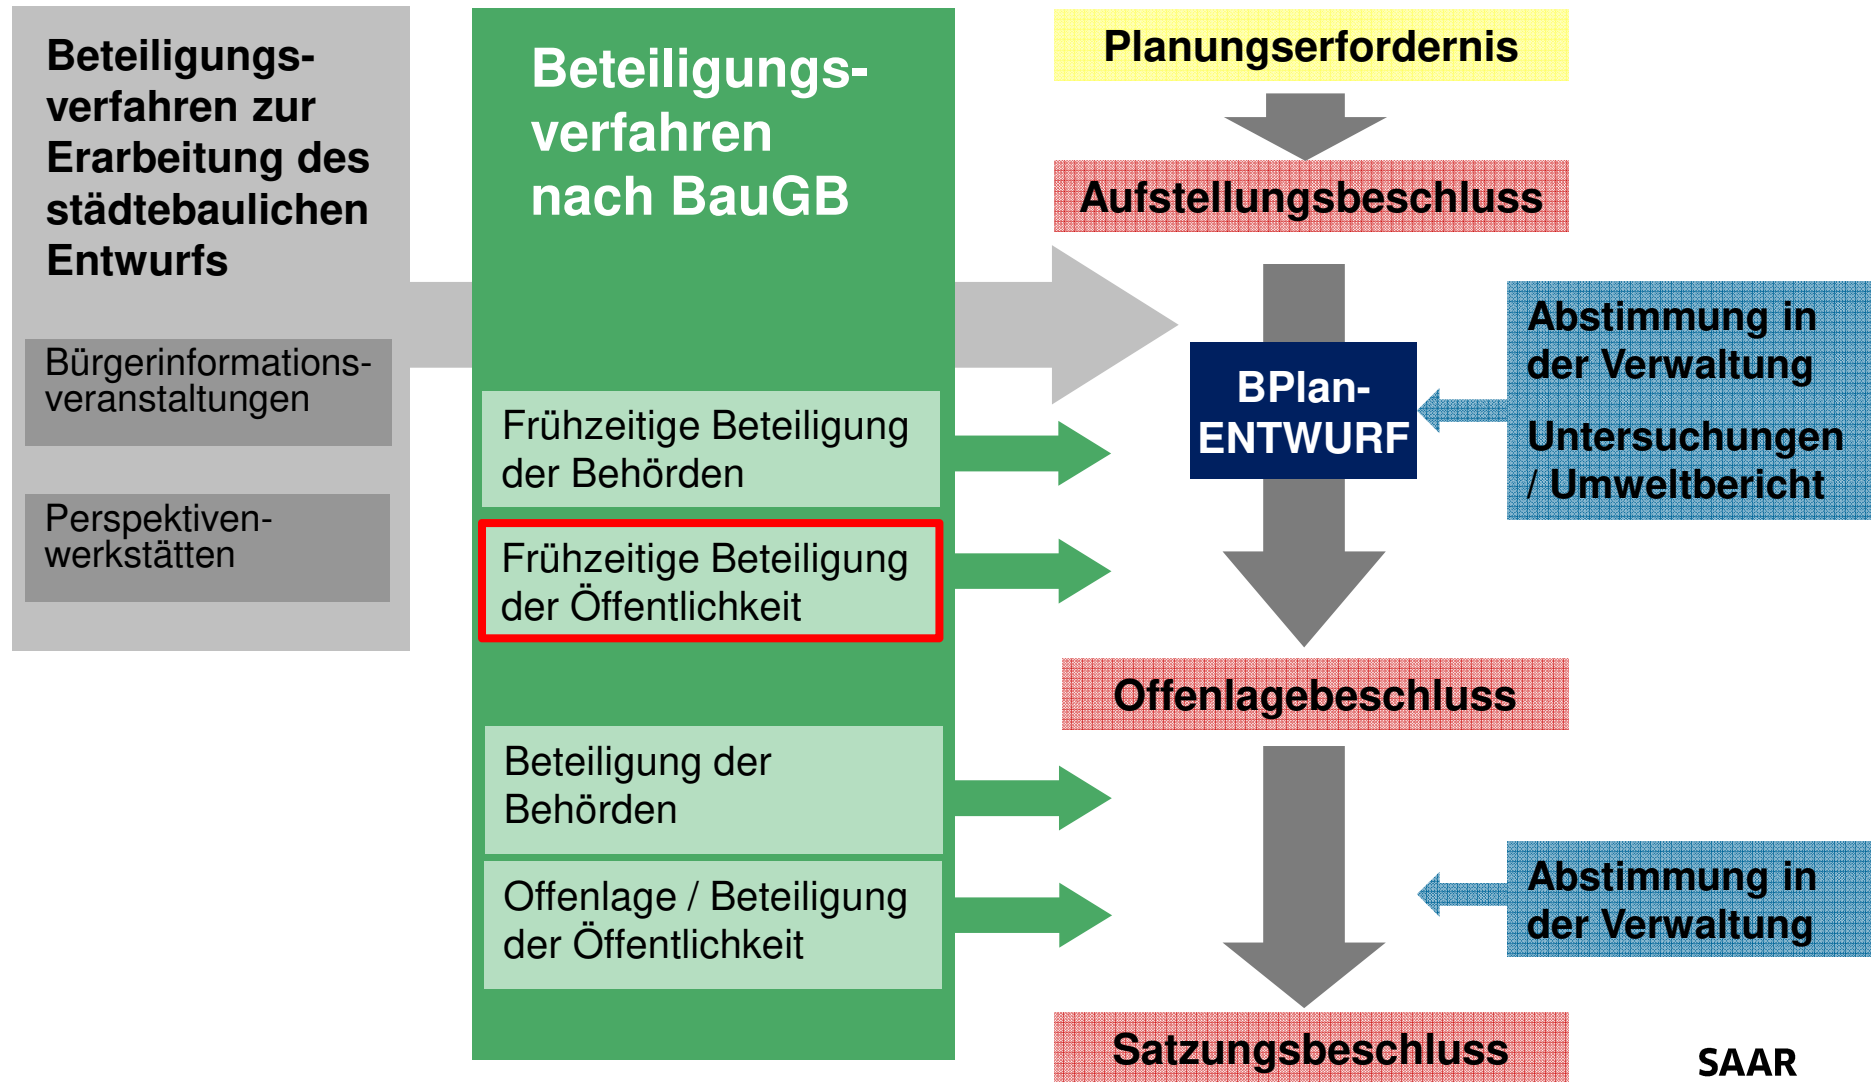 Beteiligungs-
verfahren zur
Erarbeitung des
städtebaulichen
Entwurfs
Bürgerinformations-
veranstaltungen
Perspektiven-
werkstätten
Beteiligungs-
verfahren
nach BauGB
Frühzeitige Beteiligung
der Behörden
Frühzeitige Beteiligung
der Öffentlichkeit
Beteiligung der
Behörden
Offenlage / Beteiligung
der Öffentlichkeit
Planungserfordernis
Aufstellungsbeschluss
BPlan-
ENTWURF
Offenlagebeschluss
Satzungsbeschluss
Abstimmung in
der Verwaltung
Untersuchungen
/ Umweltbericht
Abstimmung in
der Verwaltung
SAAR